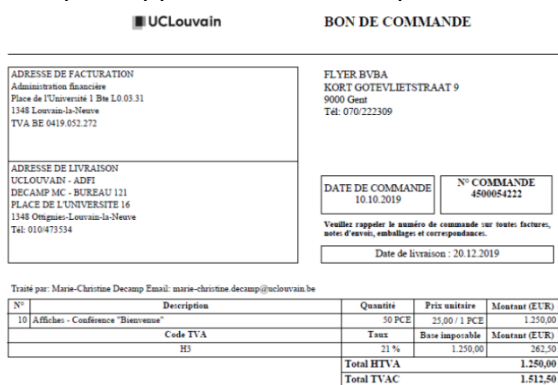 UCLouvain
BON DE COMMANDE
ADRESSE DE FACTURATION
Administration financière
Place de l'Université 1 Bte L0.03.31
1348 Louvain-la-Neuve
TVA BE 0419.052.272
FLYER BVBA
KORT GOTEVLIETSTRAAT 9
9000 Gent
Tél: 070/222309
ADRESSE DE LIVRAISON
UCLOUVAIN - ADFI
DECAMP MC - BUREAU 121
PLACE DE L'UNIVERSITE 16
1348 Ottignies-Louvain-la-Neuve
Tél: 010/473534
DATE DE COMMANDE
10.10.2019
N° COMMANDE
4500054222
Veuillez rappeler le numéro de commande sur toutes factures,
notes d'envois, emballages et correspondances.
Date de livraison : 20.12.2019
Traité par: Marie-Christine Decamp Email: marie-christine.decamp@uclouvain.be
N° Description Quantité Prix unitaire Montant (EUR)
10 Affiches - Conférence "Bienvenue" 50 PCE 25,00 / 1 PCE 1.250,00
Code TVA Taux Base imposable Montant (EUR)
H3 21 % 1.250,00 262,50
Total HTVA 1.250,00
Total TVAC 1.512,50